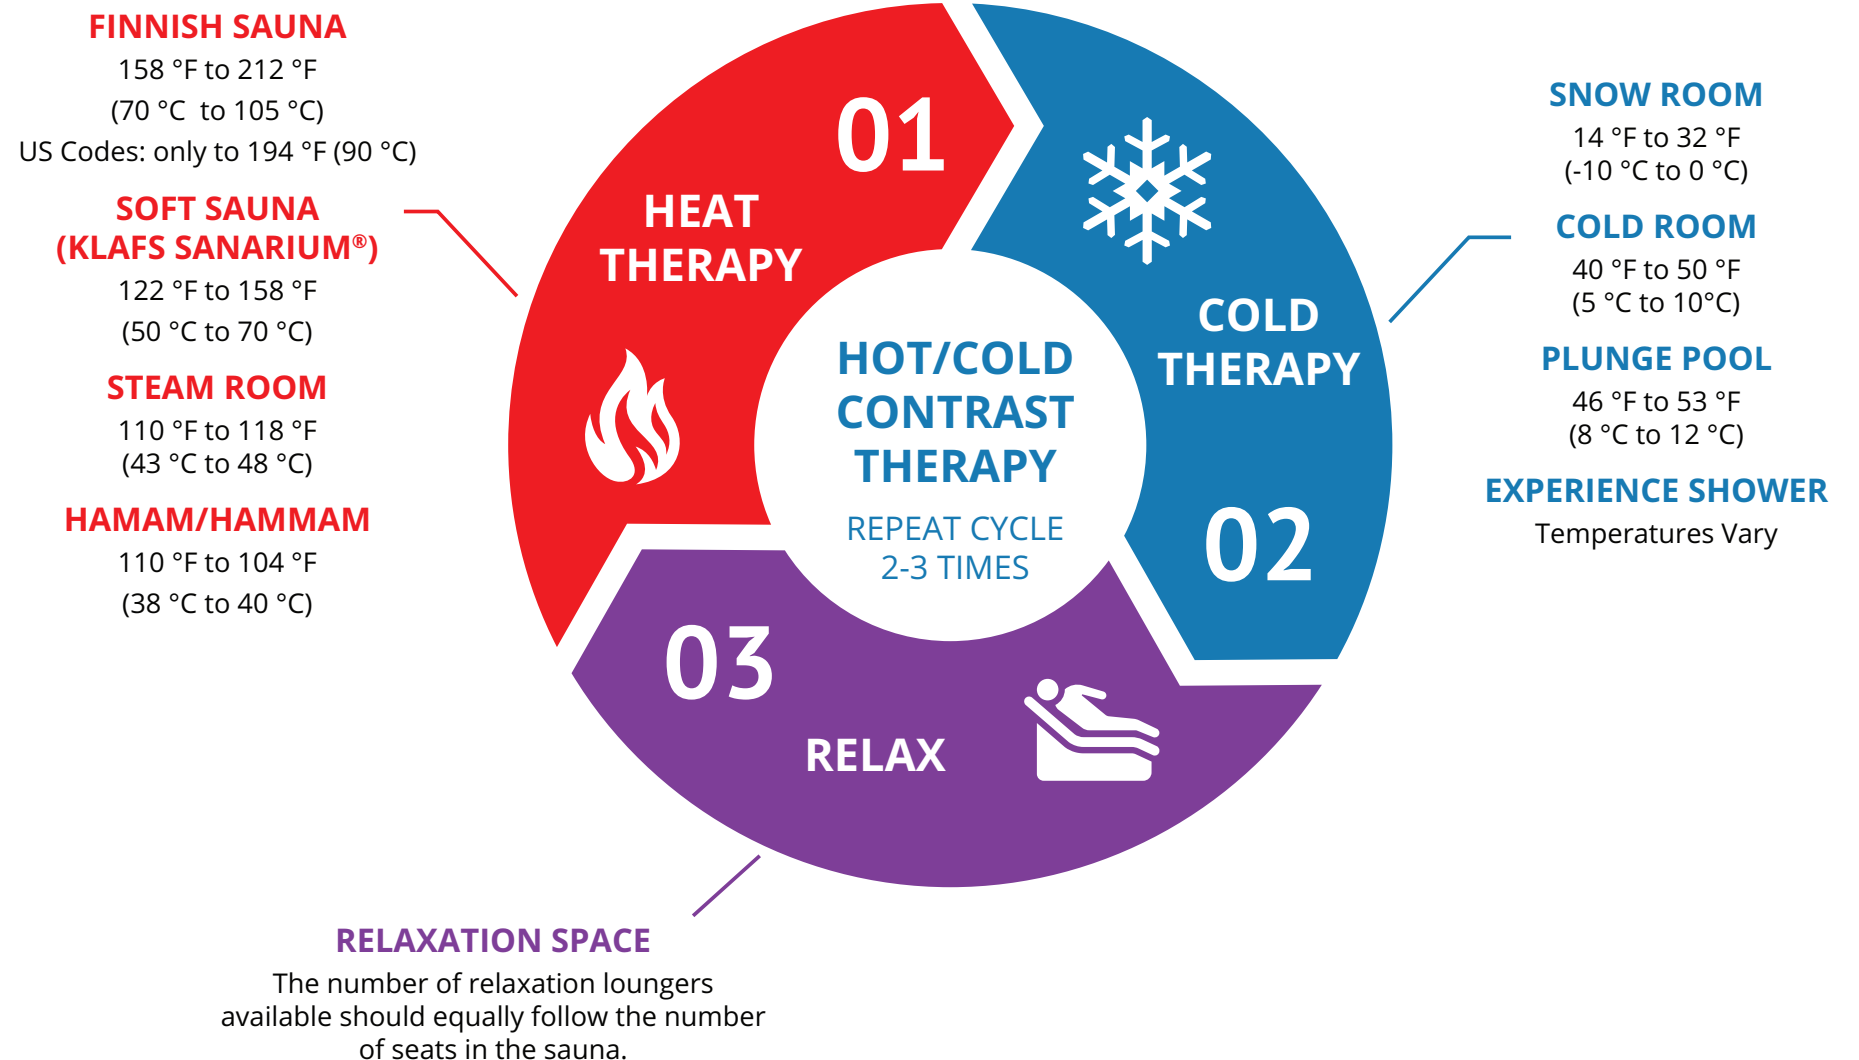 FINNISH SAUNA
158 °F to 212 °F
(70 °C  to 105 °C)
US Codes: only to 194 °F (90 °C)
SOFT SAUNA
(KLAFS SANARIUM®)
122 °F to 158 °F
(50 °C to 70 °C)
STEAM ROOM
110 °F to 118 °F
(43 °C to 48 °C)
HAMAM/HAMMAM
110 °F to 104 °F
(38 °C to 40 °C)
01
HEAT
THERAPY
HOT/COLD
CONTRAST
THERAPY
REPEAT CYCLE
2-3 TIMES
COLD
THERAPY
02
SNOW ROOM
14 °F to 32 °F
(-10 °C to 0 °C)
COLD ROOM
40 °F to 50 °F
(5 °C to 10°C)
PLUNGE POOL
46 °F to 53 °F
(8 °C to 12 °C)
EXPERIENCE SHOWER
Temperatures Vary
03
RELAX
RELAXATION SPACE
The number of relaxation loungers
available should equally follow the number
of seats in the sauna.